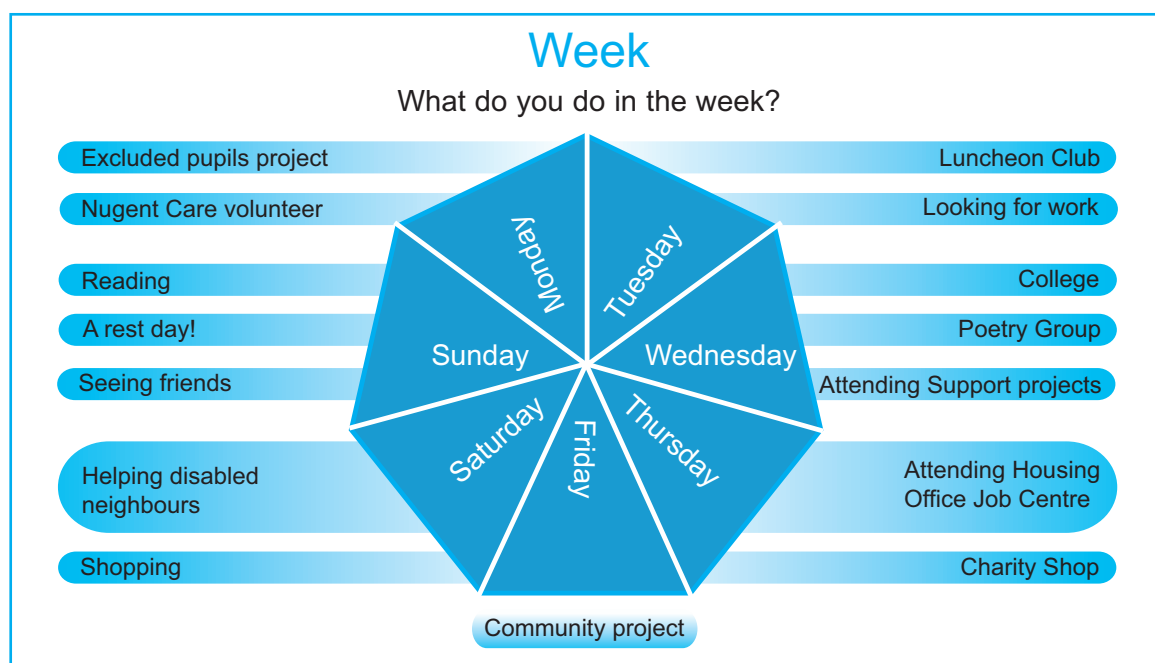 Week
What do you do in the week?
Excluded pupils project
Nugent Care volunteer
Reading
A rest day!
Seeing friends
Helping disabled
neighbours
Shopping
Monday
Tuesday
Wednesday
Thursday
Friday
Saturday
Sunday
Luncheon Club
Looking for work
College
Poetry Group
Attending Support projects
Attending Housing
Office Job Centre
Charity Shop
Community project